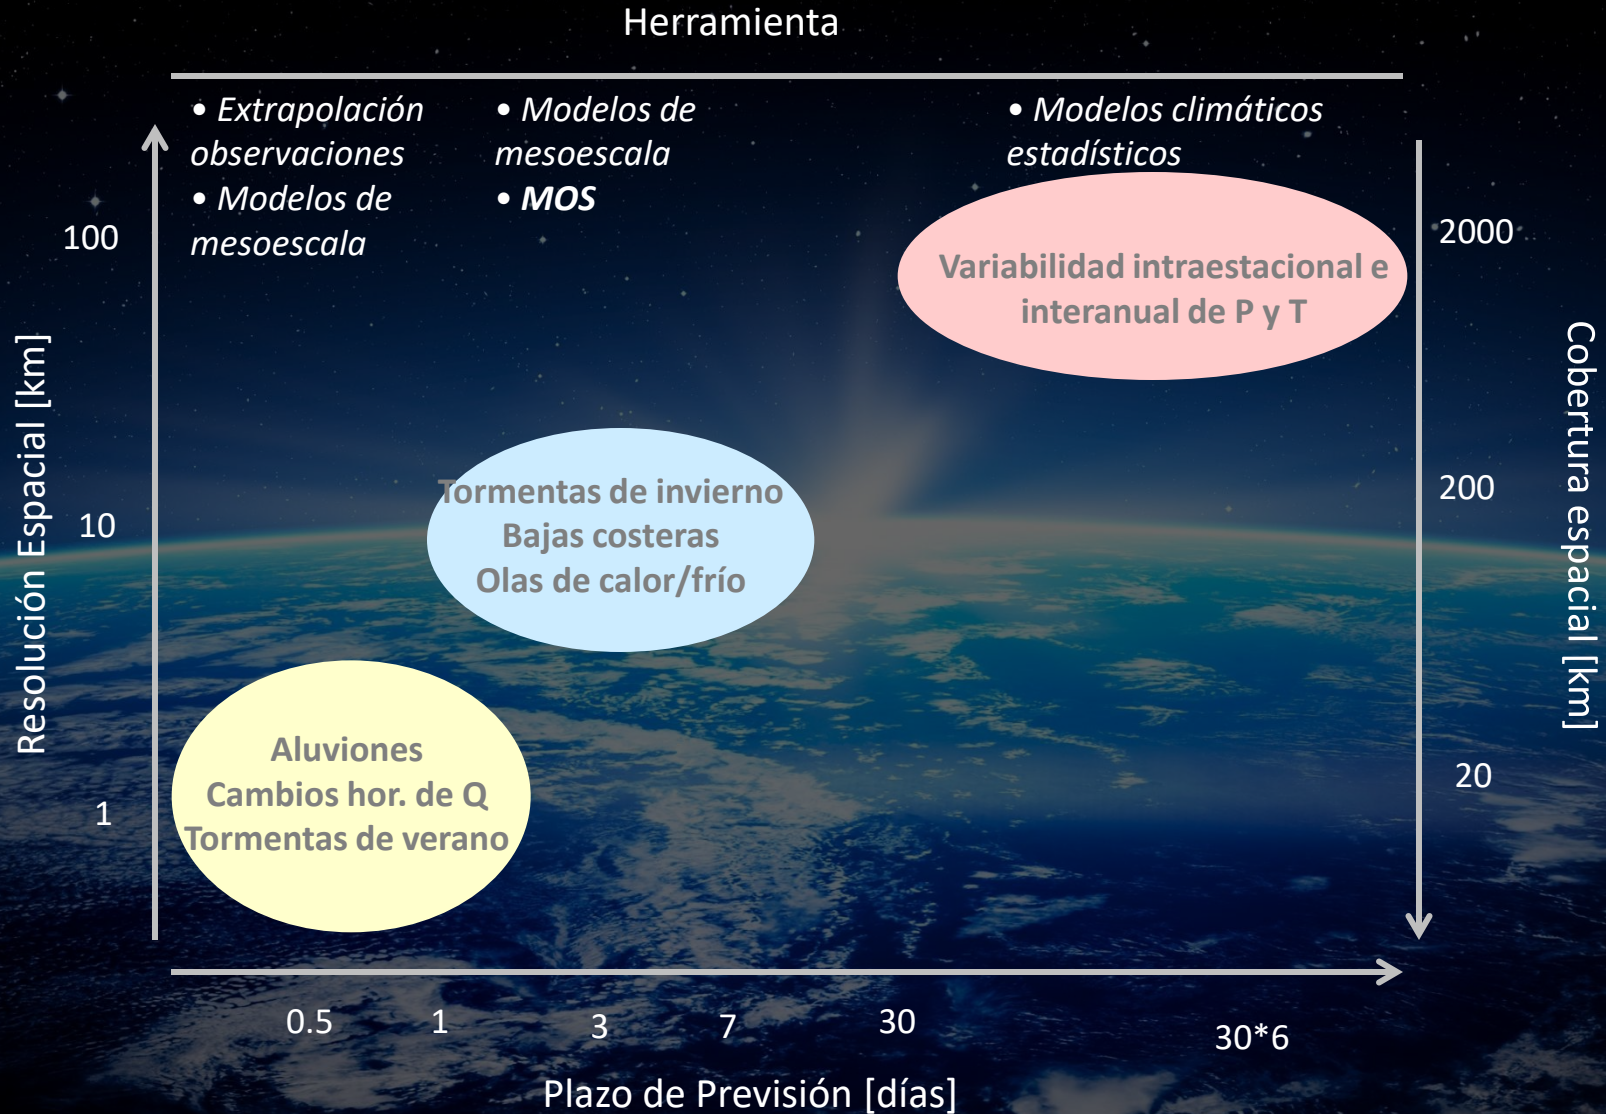 Herramienta
• Extrapolación
observaciones
• Modelos de
mesoescala
• Modelos de
mesoescala
• MOS
• Modelos climáticos
estadísticos
Resolución Espacial [km]
100
10
1
Variabilidad intraestacional e
interanual de P y T
Tormentas de invierno
Bajas costeras
Olas de calor/frío
Aluviones
Cambios hor. de Q
Tormentas de verano
2000
200
20
Cobertura espacial [km]
0.5 1 3 7 30 30*6
Plazo de Previsión [días]